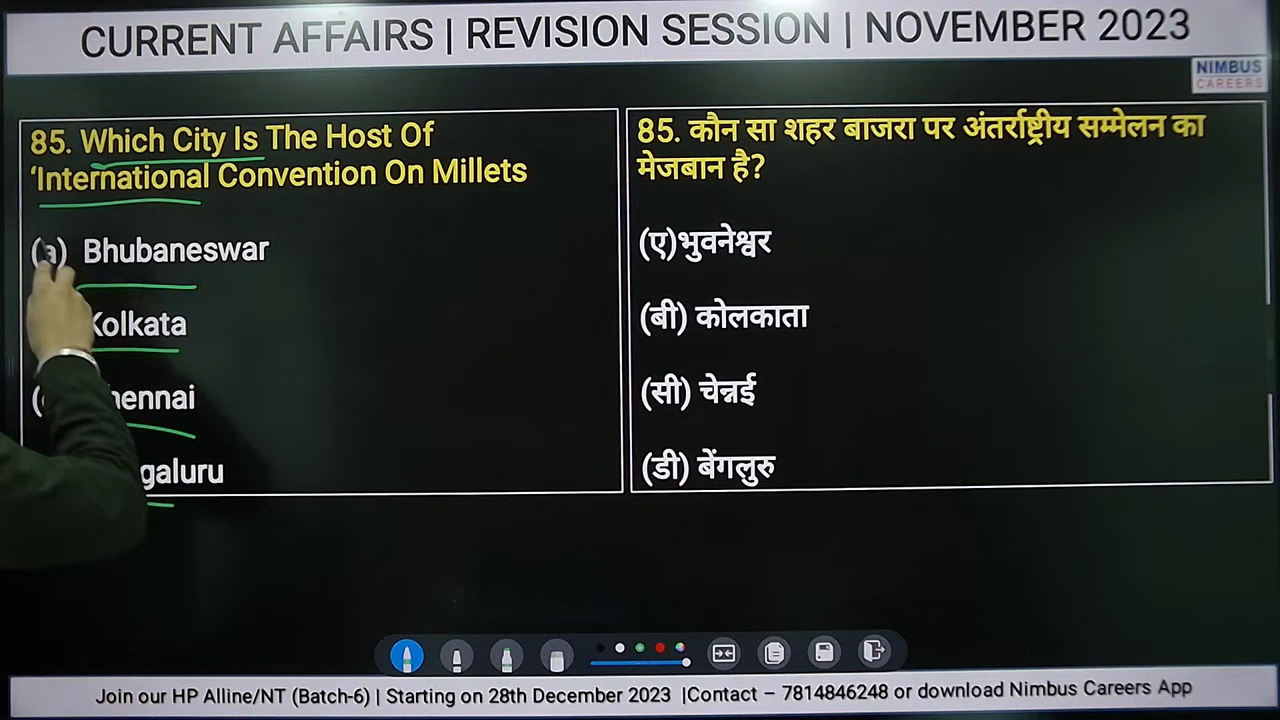 CURRENT AFFAIRS | REVISION SESSION | NOVEMBER 2023
NIMBUS
CAREERS
85. Which City Is The Host Of
‘International Convention On Millets
(a) Bhubaneswar
Kolkata
85. कौन सा शहर बाजरा पर अंतर्राष्ट्रीय सम्मेलन का
मेजबान है?
(ए)भुवनेश्वर
(बी) कोलकाता
(सी) चेन्नई
(डी) बेंगलुरु
Join our HP Alline/NT (Batch-6) | Starting on 28th December 2023 |Contact – 7814846248 or download Nimbus Careers App